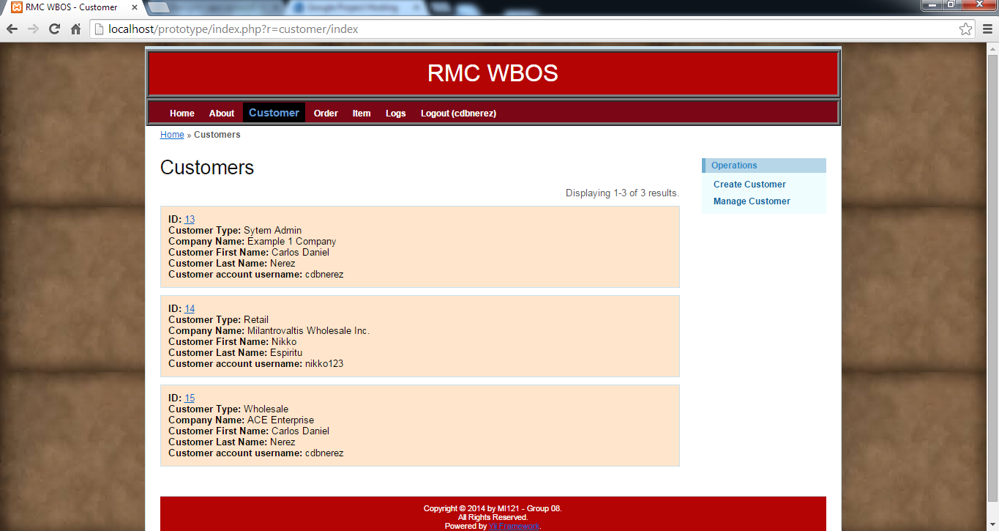 RMC WBOS - Customer
Google Project Hosting
localhost/prototype/index.php?r=customer/index
RMC WBOS
Home About Customer Order Item Logs Logout (cdbnerez)
Home » Customers
Customers
Displaying 1-3 of 3 results.
ID: 13
Customer Type: Sytem Admin
Company Name: Example 1 Company
Customer First Name: Carlos Daniel
Customer Last Name: Nerez
Customer account username: cdbnerez
ID: 14
Customer Type: Retail
Company Name: Milantrovaltis Wholesale Inc.
Customer First Name: Nikko
Customer Last Name: Espiritu
Customer account username: nikko123
ID: 15
Customer Type: Wholesale
Company Name: ACE Enterprise
Customer First Name: Carlos Daniel
Customer Last Name: Nerez
Customer account username: cdbnerez
Operations
Create Customer
Manage Customer
Copyright © 2014 by MI121 - Group 08.
All Rights Reserved.
Powered by Yii Framework.